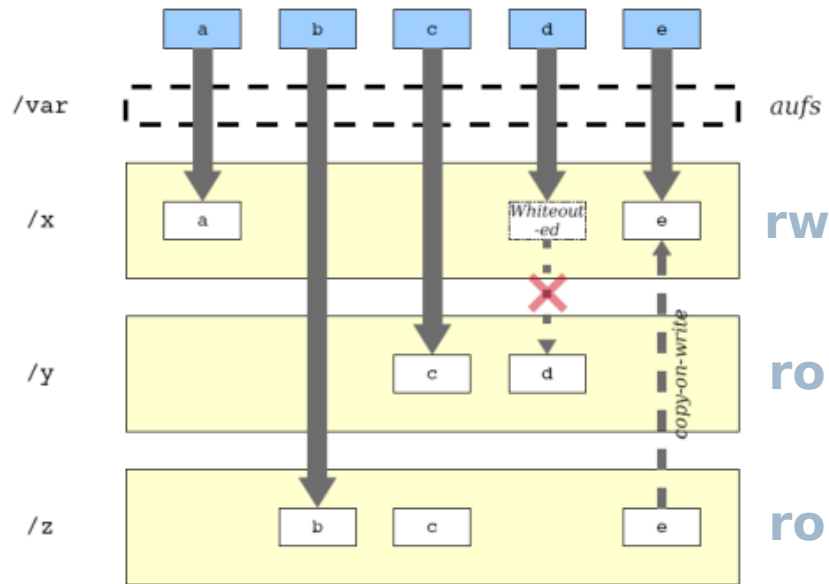 a b c d e
/var aufs
/x a Whiteout e rw
-ed
copy-on-write
/y c d ro
/z b c e ro